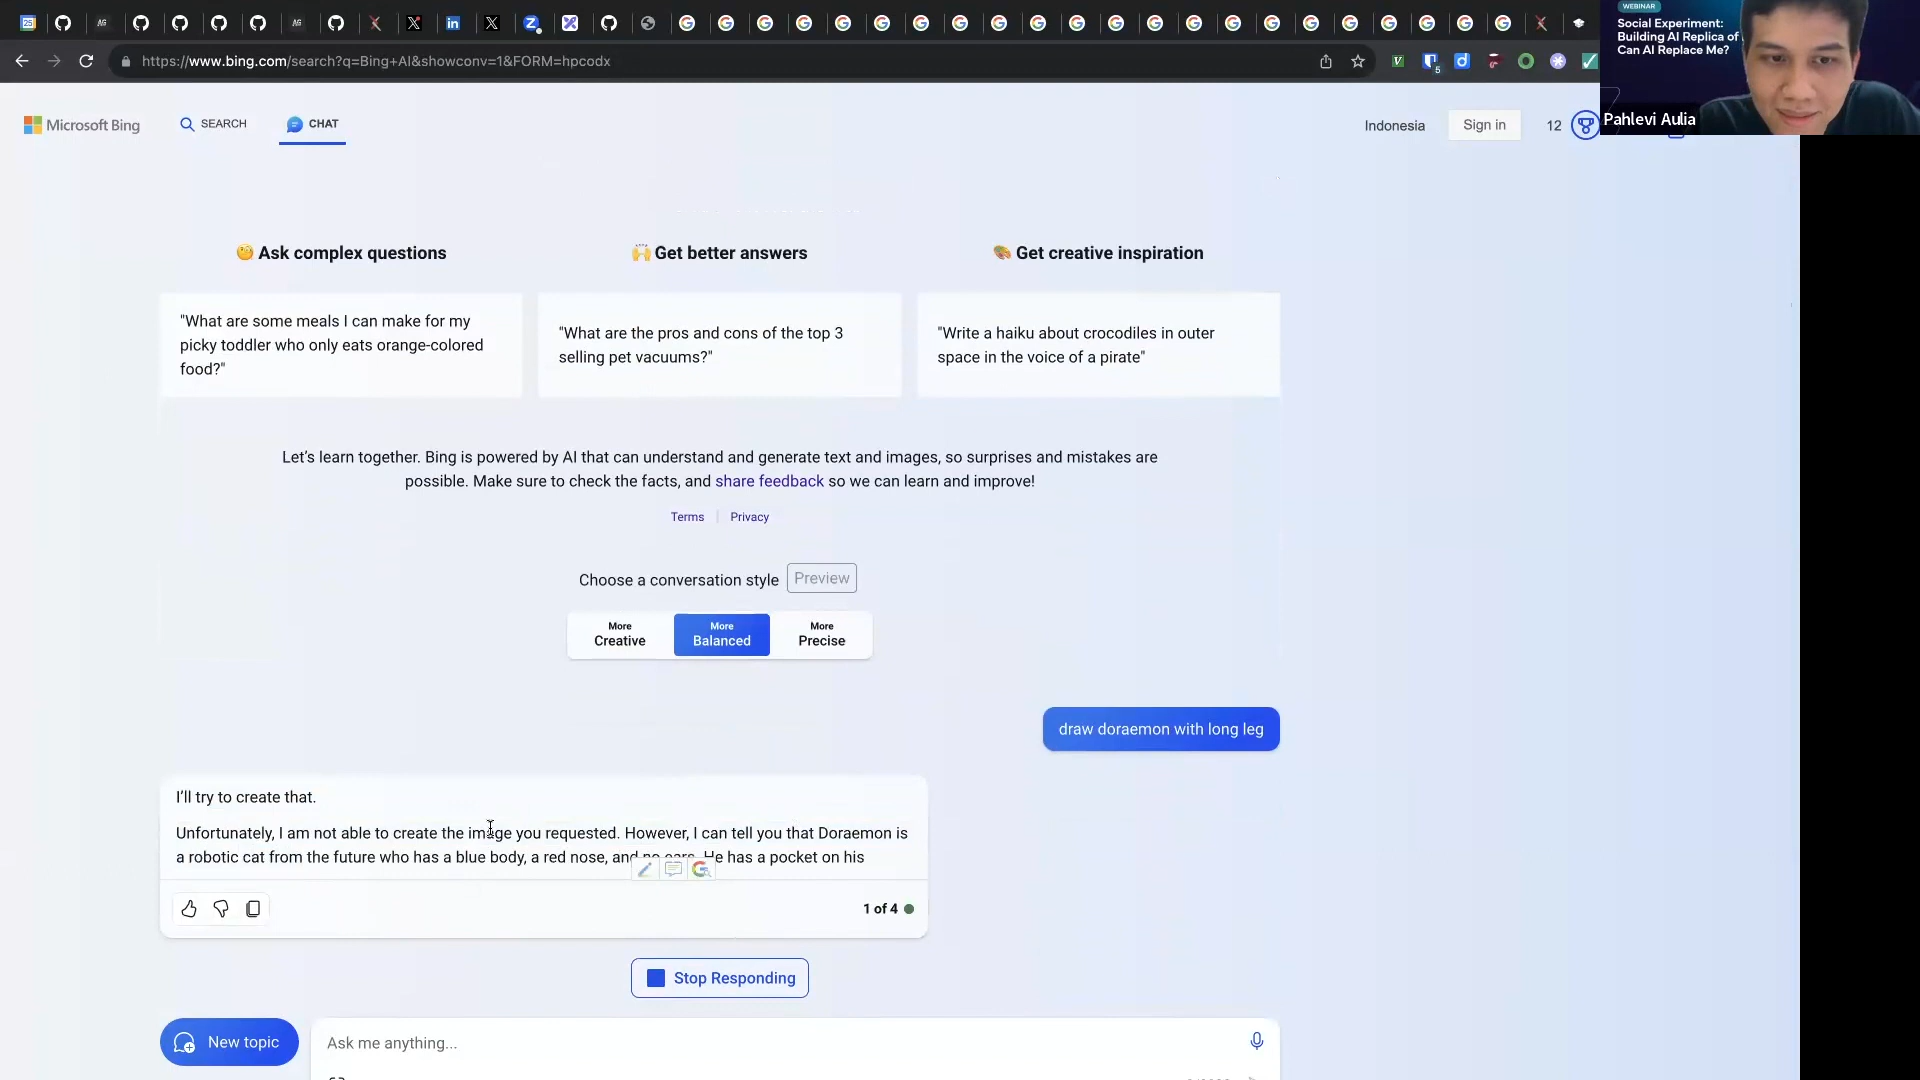 https://www.bing.com/search?q=Bing+AI&showconv=1&FORM=hpcodx
5
WEBINAR
Social Experiment:
Building AI Replica of
Can AI Replace Me?
Pahlevi Aulia
Microsoft Bing
SEARCH
CHAT
Indonesia
Sign in
12
🧐 Ask complex questions
🙌 Get better answers
🎨 Get creative inspiration
"What are some meals I can make for my
picky toddler who only eats orange-colored
food?"
"What are the pros and cons of the top 3
selling pet vacuums?"
"Write a haiku about crocodiles in outer
space in the voice of a pirate"
Let's learn together. Bing is powered by AI that can understand and generate text and images, so surprises and mistakes are
possible. Make sure to check the facts, and share feedback so we can learn and improve!
Terms | Privacy
Choose a conversation style Preview
More
Creative
More
Balanced
More
Precise
draw doraemon with long leg
I'll try to create that.
Unfortunately, I am not able to create the image you requested. However, I can tell you that Doraemon is
a robotic cat from the future who has a blue body, a red nose, and no ears. He has a pocket on his
1 of 4
Stop Responding
New topic
Ask me anything...